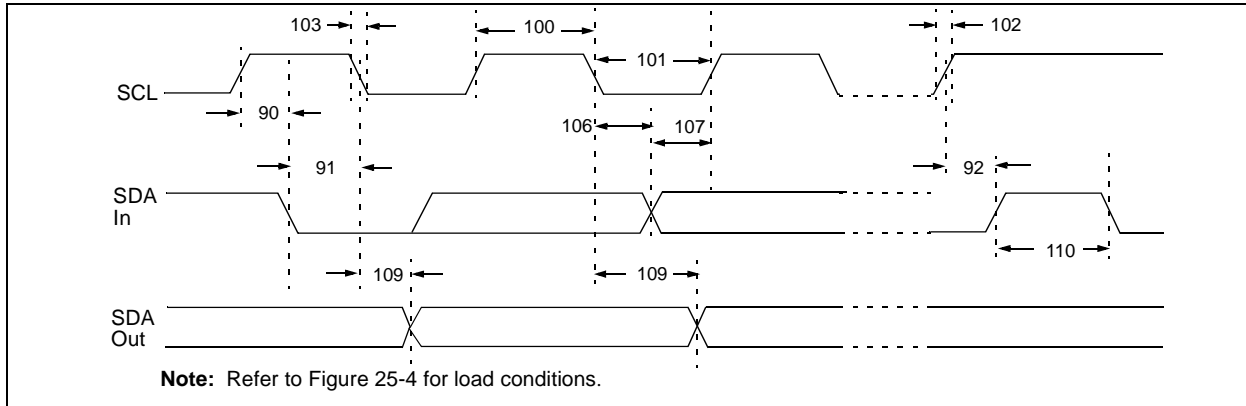 103
100
102
101
SCL
90
106
107
91
92
SDA
In
109
109
110
SDA
Out
Note: Refer to Figure 25-4 for load conditions.